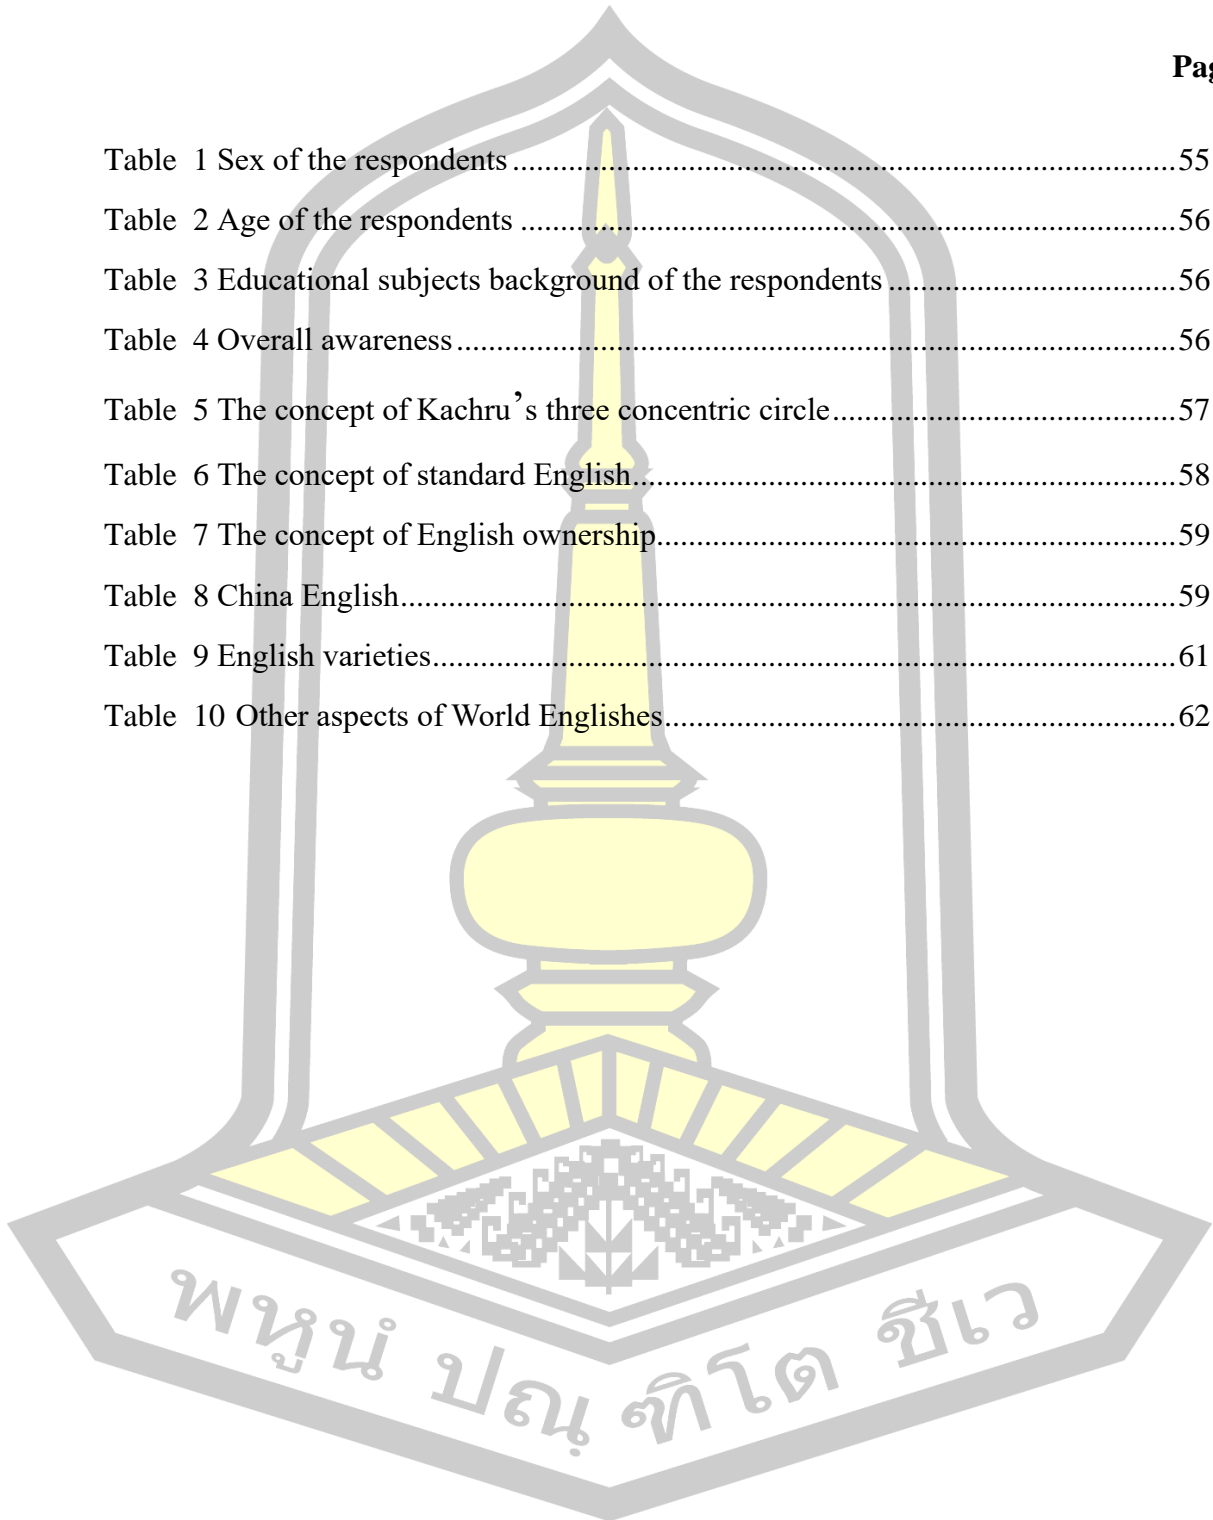 Pag
Table 1 Sex of the respondents ........................................................................................55
Table 2 Age of the respondents .......................................................................................56
Table 3 Educational subjects background of the respondents ........................................56
Table 4 Overall awareness ...............................................................................................56
Table 5 The concept of Kachru’s three concentric circle ................................................57
Table 6 The concept of standard English ........................................................................58
Table 7 The concept of English ownership.....................................................................59
Table 8 China English......................................................................................................59
Table 9 English varieties..................................................................................................61
Table 10 Other aspects of World Englishes.....................................................................62
พหูนํ ปณฺฑิโต ชีเว